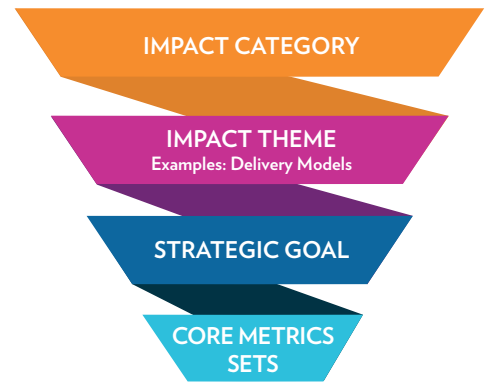 IMPACT CATEGORY
IMPACT THEME
Examples: Delivery Models
STRATEGIC GOAL
CORE METRICS
SETS